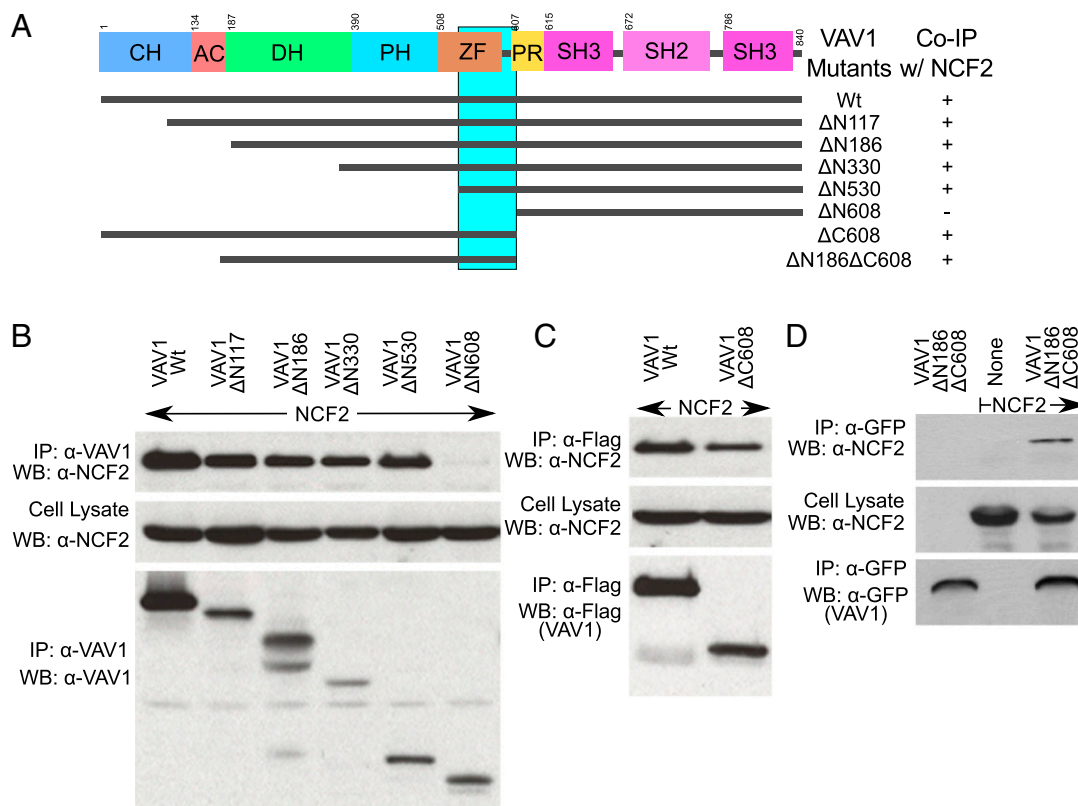 A
1 134 187 390 508 607 615 672 786 840
CH AC DH PH ZF PR SH3 SH2 SH3
VAV1 Co-IP
Mutants w/ NCF2
Wt +
ΔN117 +
ΔN186 +
ΔN330 +
ΔN530 +
ΔN608 -
ΔC608 +
ΔN186ΔC608 +
B
VAV1 Wt
VAV1 ΔN117
VAV1 ΔN186
VAV1 ΔN330
VAV1 ΔN530
VAV1 ΔN608
NCF2
IP: α-VAV1
WB: α-NCF2
Cell Lysate
WB: α-NCF2
IP: α-VAV1
WB: α-VAV1
C
VAV1 Wt
VAV1 ΔC608
NCF2
IP: α-Flag
WB: α-NCF2
Cell Lysate
WB: α-NCF2
IP: α-Flag
WB: α-Flag
(VAV1)
D
VAV1
ΔN186
ΔC608
None
VAV1
ΔN186
ΔC608
NCF2
IP: α-GFP
WB: α-NCF2
Cell Lysate
WB: α-NCF2
IP: α-GFP
WB: α-GFP
(VAV1)